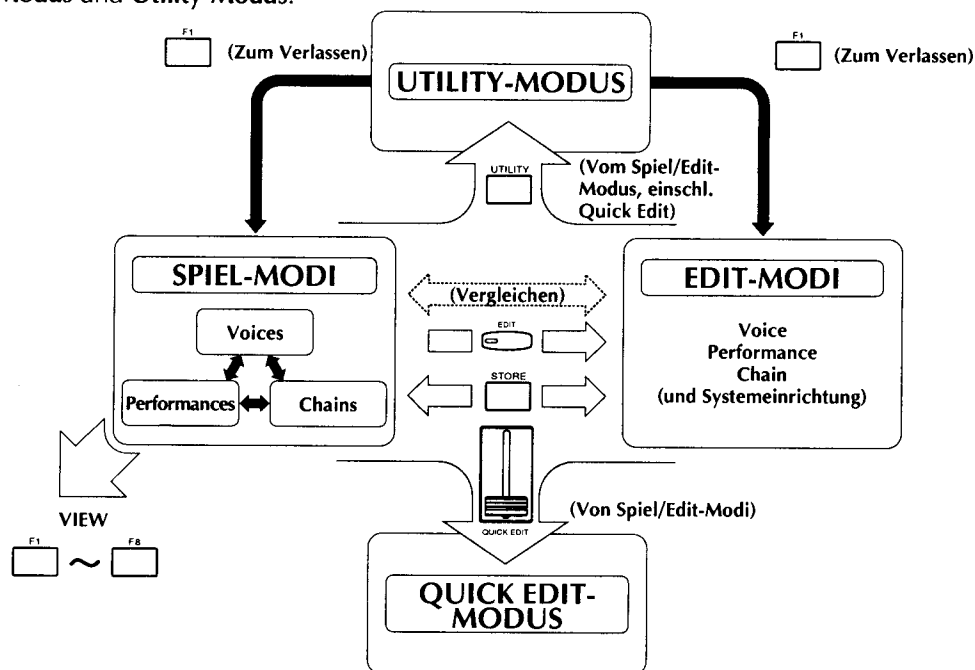 Modus und Utility-Modus.
F1
(Zum Verlassen)
F1
(Zum Verlassen)
UTILITY-MODUS
UTILITY
(Vom Spiel/Edit-
Modus, einschl.
Quick Edit)
SPIEL-MODI
Voices
Performances
Chains
(Vergleichen)
EDIT
STORE
EDIT-MODI
Voice
Performance
Chain
(und Systemeinrichtung)
VIEW
F1
~
F8
QUICK EDIT
(Von Spiel/Edit-Modi)
QUICK EDIT-
MODUS